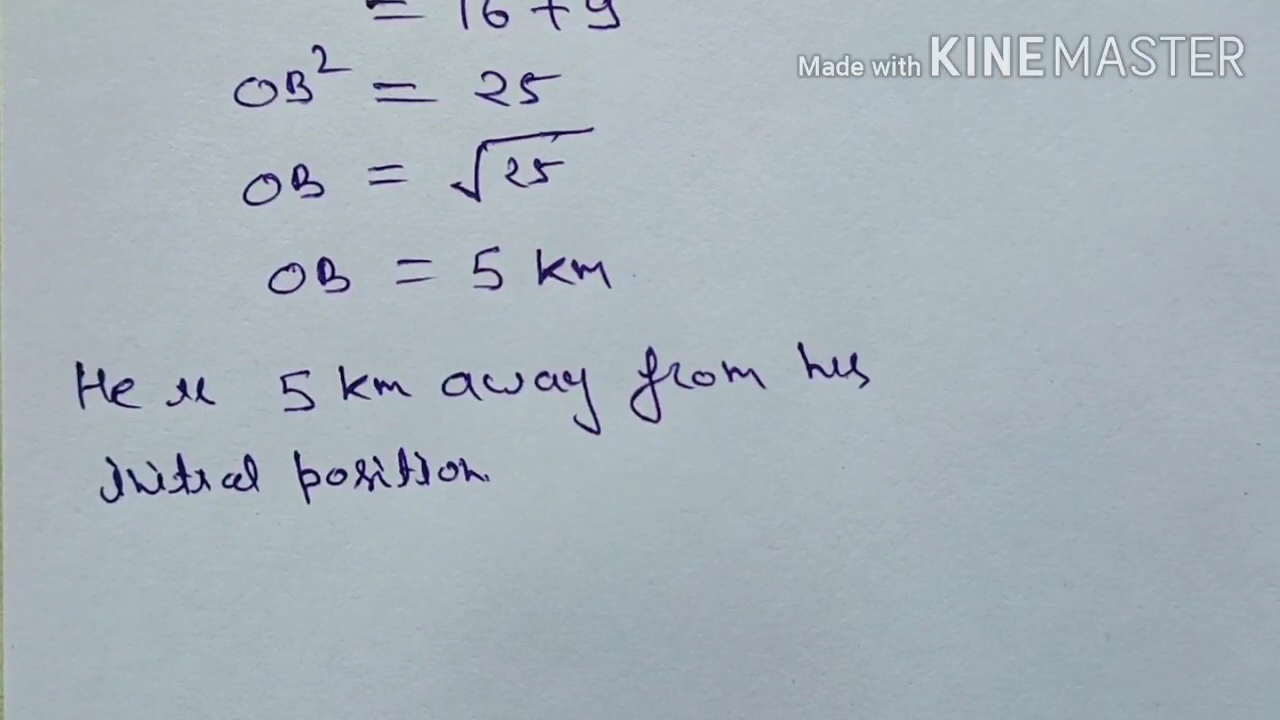 = 16 + 9
Made with KINEMASTER
OB² = 25
OB = √25
OB = 5 km
He is 5 km away from his
initial position